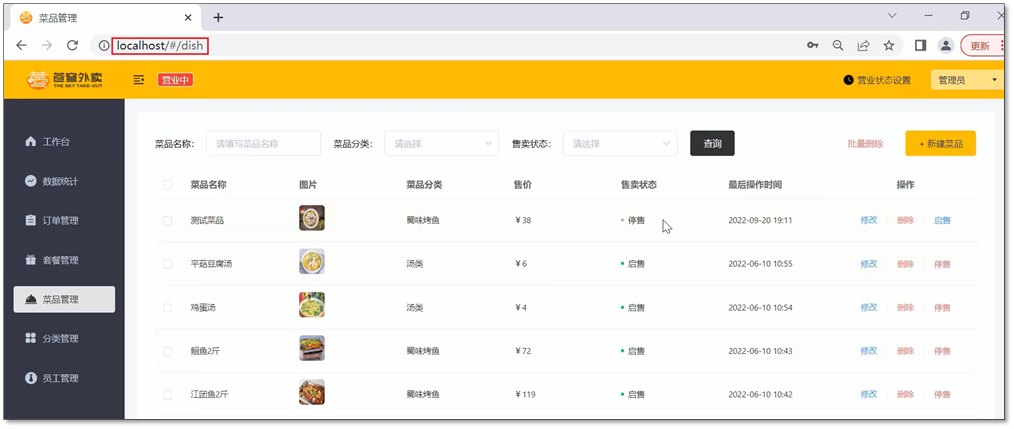 菜品管理
localhost/#/dish
更新
苍穹外卖
THE SKY TAKE-OUT
营业中
营业状态设置
管理员
工作台
数据统计
订单管理
套餐管理
菜品管理
分类管理
员工管理
菜品名称: 请填写菜品名称 菜品分类: 请选择 售卖状态: 请选择 查询 批量删除 + 新建菜品
菜品名称 图片 菜品分类 售价 售卖状态 最后操作时间 操作
测试菜品 蜀味烤鱼 ¥ 38 停售 2022-09-20 19:11 修改 删除 启售
平菇豆腐汤 汤类 ¥ 6 启售 2022-06-10 10:55 修改 删除 停售
鸡蛋汤 汤类 ¥ 4 启售 2022-06-10 10:54 修改 删除 停售
鮰鱼2斤 蜀味烤鱼 ¥ 72 启售 2022-06-10 10:43 修改 删除 停售
江团鱼2斤 蜀味烤鱼 ¥ 119 启售 2022-06-10 10:42 修改 删除 停售